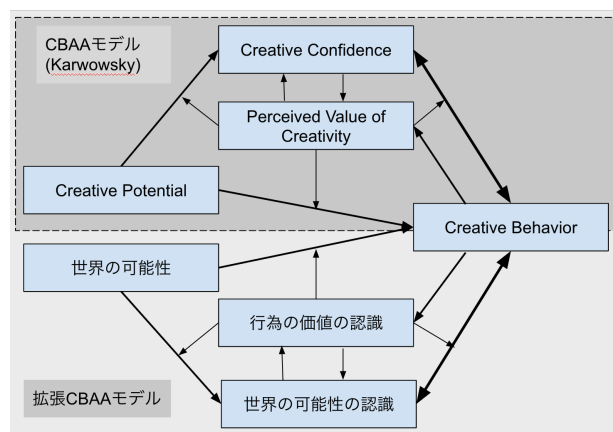 CBAAモデル
(Karwowsky)
Creative Confidence
Perceived Value of
Creativity
Creative Potential
Creative Behavior
世界の可能性
行為の価値の認識
世界の可能性の認識
拡張CBAAモデル